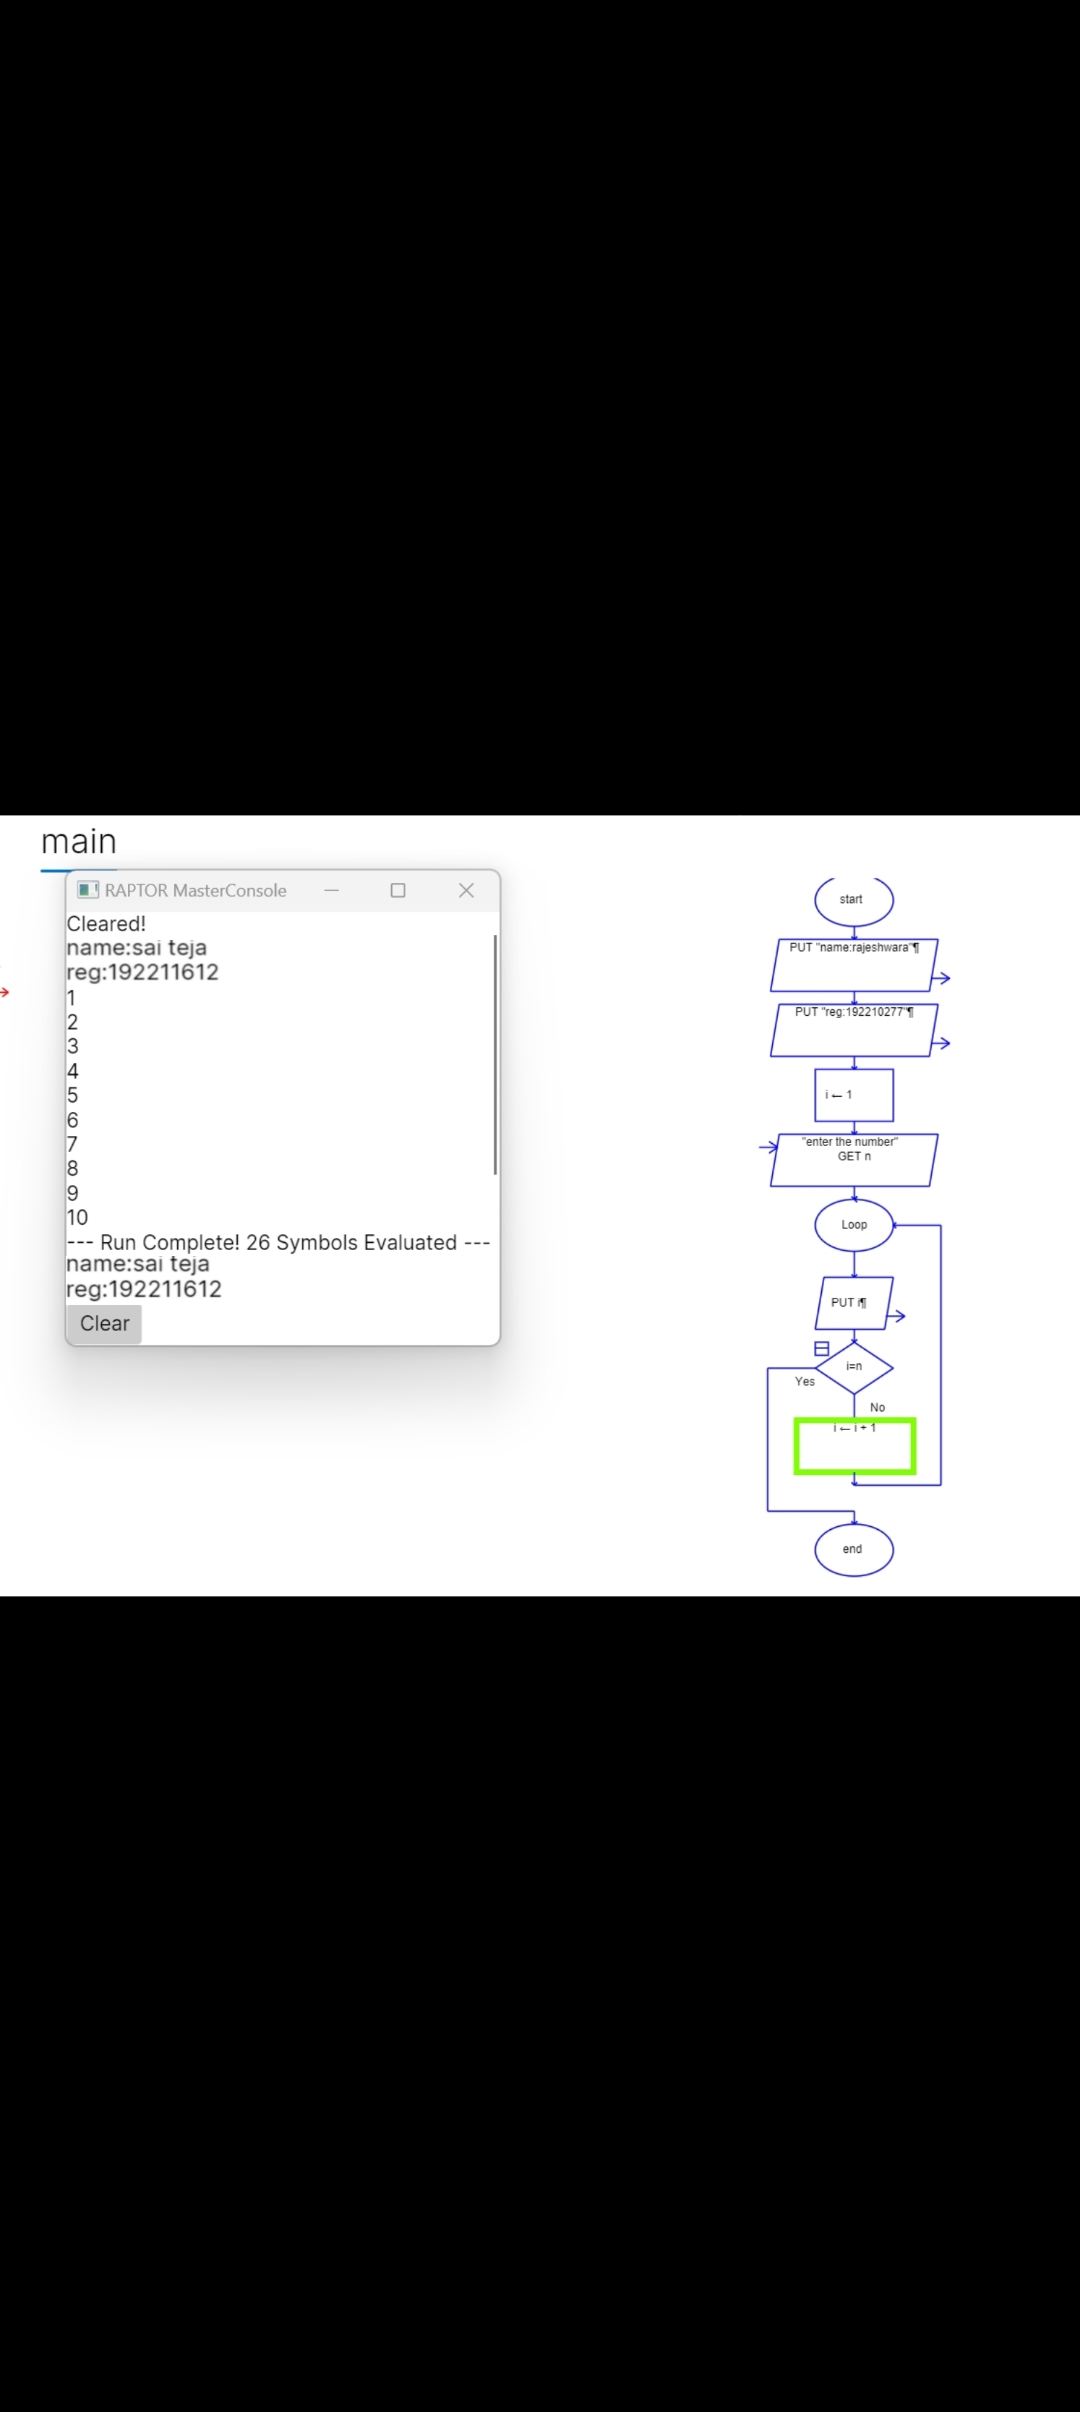 main
RAPTOR MasterConsole
Cleared!
name:sai teja
reg:192211612
1
2
3
4
5
6
7
8
9
10
--- Run Complete! 26 Symbols Evaluated ---
name:sai teja
reg:192211612
Clear
start
PUT "name:rajeshwara"¶
PUT "reg:192210277"¶
i ← 1
"enter the number"
GET n
Loop
PUT i¶
i=n
Yes
No
i ← i + 1
end